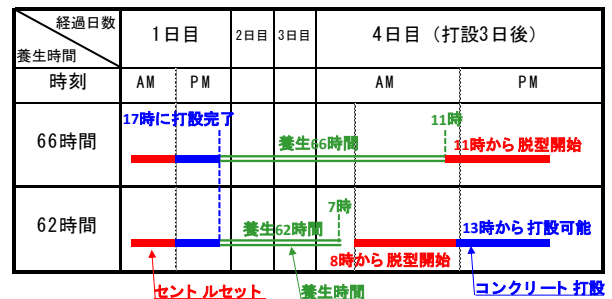 経過日数
養生時間
1日目
2日目
3日目
4日目（打設3日後）
時刻
AM
PM
AM
PM
66時間
17時に打設完了
養生66時間
11時
11時から脱型開始
62時間
養生62時間
7時
8時から脱型開始
13時から打設可能
セントルセット
養生時間
コンクリート打設